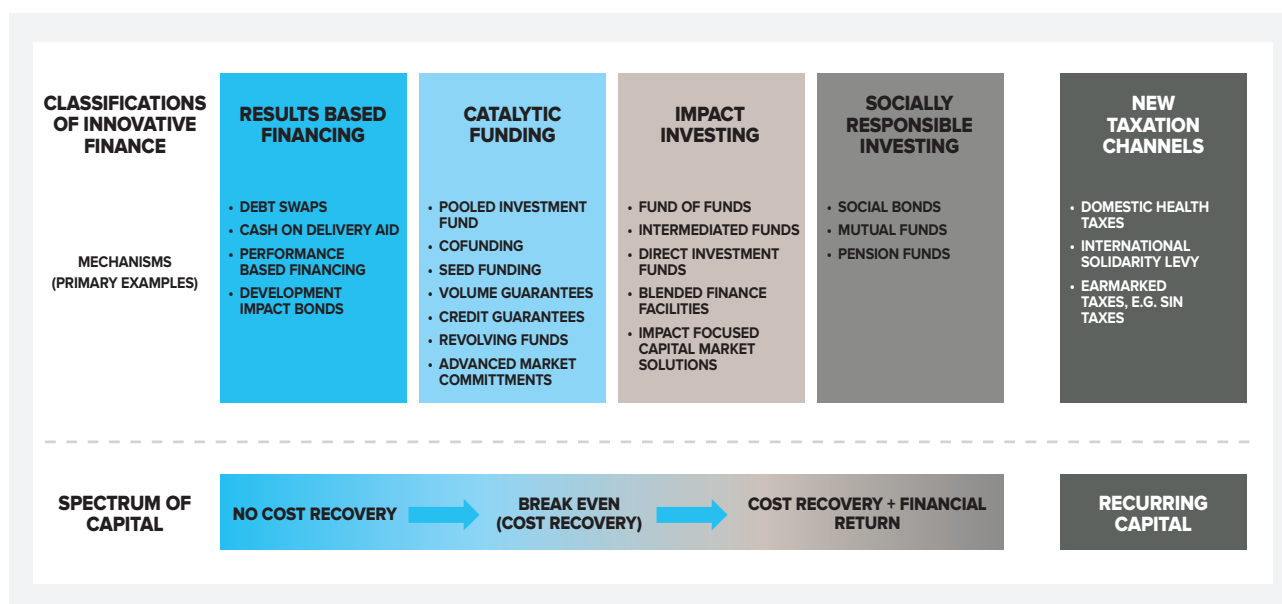 CLASSIFICATIONS
OF INNOVATIVE
FINANCE
RESULTS BASED
FINANCING
CATALYTIC
FUNDING
IMPACT
INVESTING
SOCIALLY
RESPONSIBLE
INVESTING
NEW
TAXATION
CHANNELS
MECHANISMS
(PRIMARY EXAMPLES)
• DEBT SWAPS
• CASH ON DELIVERY AID
• PERFORMANCE
BASED FINANCING
• DEVELOPMENT
IMPACT BONDS
• POOLED INVESTMENT
FUND
• COFUNDING
• SEED FUNDING
• VOLUME GUARANTEES
• CREDIT GUARANTEES
• REVOLVING FUNDS
• ADVANCED MARKET
COMMITTMENTS
• FUND OF FUNDS
• INTERMEDIATED FUNDS
• DIRECT INVESTMENT
FUNDS
• BLENDED FINANCE
FACILITIES
• IMPACT FOCUSED
CAPITAL MARKET
SOLUTIONS
• SOCIAL BONDS
• MUTUAL FUNDS
• PENSION FUNDS
• DOMESTIC HEALTH
TAXES
• INTERNATIONAL
SOLIDARITY LEVY
• EARMARKED
TAXES, E.G. SIN
TAXES
SPECTRUM OF
CAPITAL
NO COST RECOVERY
BREAK EVEN
(COST RECOVERY)
COST RECOVERY + FINANCIAL
RETURN
RECURRING
CAPITAL